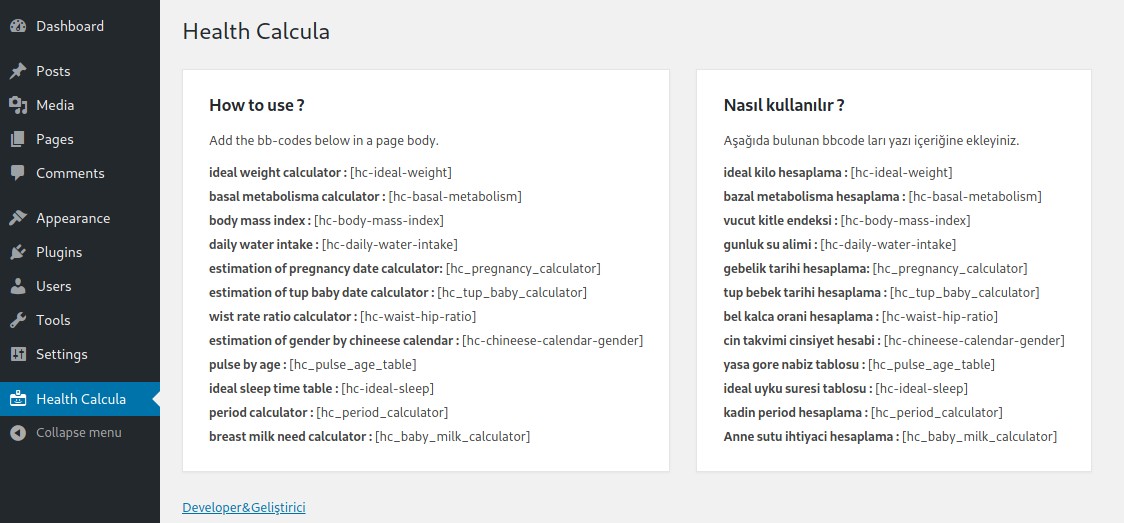 Dashboard
Posts
Media
Pages
Comments
Appearance
Plugins
Users
Tools
Settings
Health Calcula
Collapse menu
Health Calcula
How to use ?
Add the bb-codes below in a page body.
ideal weight calculator : [hc-ideal-weight]
basal metabolisma calculator : [hc-basal-metabolism]
body mass index : [hc-body-mass-index]
daily water intake : [hc-daily-water-intake]
estimation of pregnancy date calculator: [hc_pregnancy_calculator]
estimation of tup baby date calculator : [hc_tup_baby_calculator]
wist rate ratio calculator : [hc-waist-hip-ratio]
estimation of gender by chineese calendar : [hc-chineese-calendar-gender]
pulse by age : [hc_pulse_age_table]
ideal sleep time table : [hc-ideal-sleep]
period calculator : [hc_period_calculator]
breast milk need calculator : [hc_baby_milk_calculator]
Nasıl kullanılır ?
Aşağıda bulunan bbcode ları yazı içeriğine ekleyiniz.
ideal kilo hesaplama : [hc-ideal-weight]
bazal metabolisma hesaplama : [hc-basal-metabolism]
vucut kitle endeksi : [hc-body-mass-index]
gunluk su alimi : [hc-daily-water-intake]
gebelik tarihi hesaplama: [hc_pregnancy_calculator]
tup bebek tarihi hesaplama : [hc_tup_baby_calculator]
bel kalca orani hesaplama : [hc-waist-hip-ratio]
cin takvimi cinsiyet hesabi : [hc-chineese-calendar-gender]
yasa gore nabiz tablosu : [hc_pulse_age_table]
ideal uyku suresi tablosu : [hc-ideal-sleep]
kadin period hesaplama : [hc_period_calculator]
Anne sutu ihtiyaci hesaplama : [hc_baby_milk_calculator]
Developer&Geliştirici